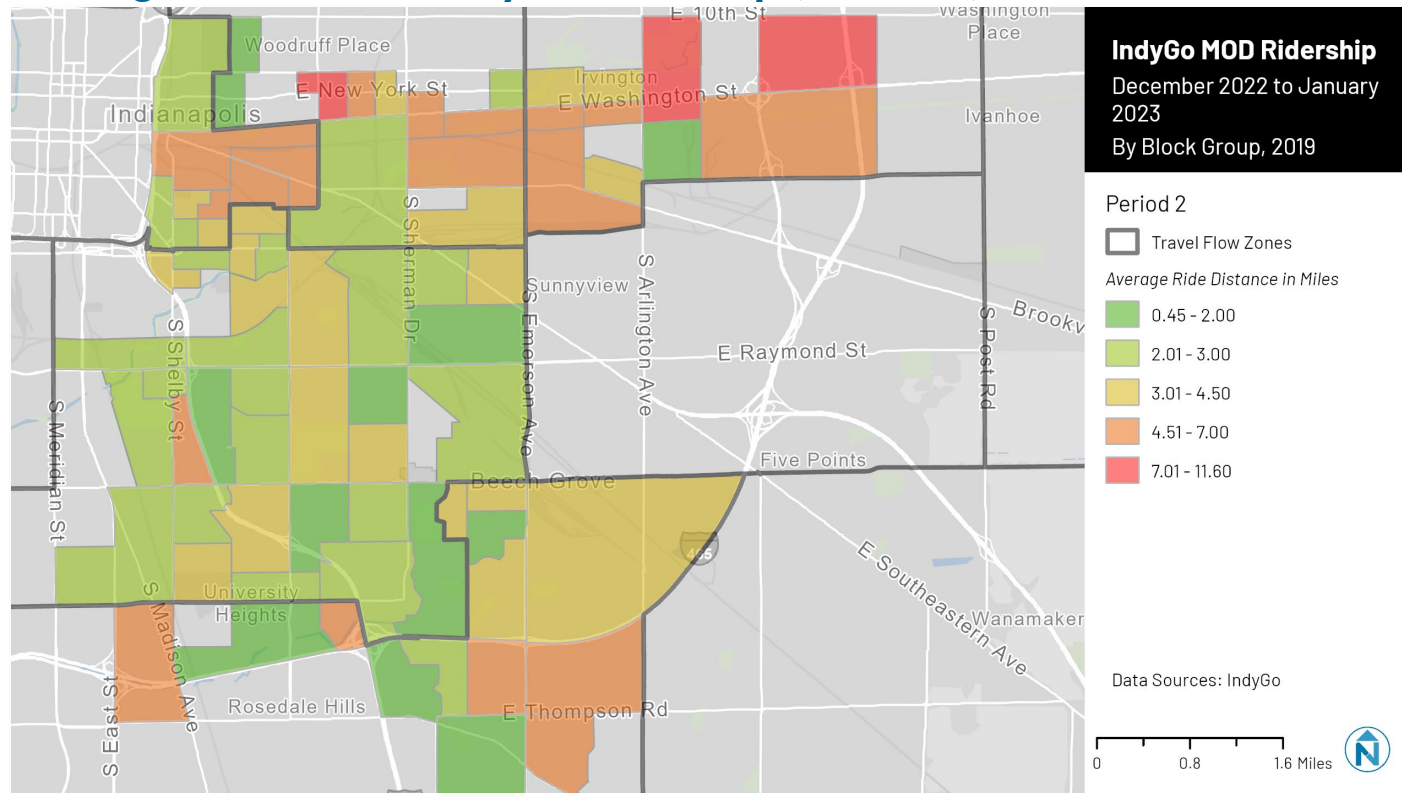 E 10th St
Washington
Place
Woodruff Place
Irvington
E New York St
E Washington St
Indianapolis
Ivanhoe
S Sherman Dr
Sunnyview
S Emerson Ave
S Arlington Ave
S Post Rd
Brookv
S Shelby St
E Raymond St
S Meridian St
Five Points
Beech Grove
465
E Southeastern Ave
S Madison Ave
University
Heights
Wanamaker
S East St
Rosedale Hills
E Thompson Rd
IndyGo MOD Ridership
December 2022 to January
2023
By Block Group, 2019
Period 2
Travel Flow Zones
Average Ride Distance in Miles
0.45 - 2.00
2.01 - 3.00
3.01 - 4.50
4.51 - 7.00
7.01 - 11.60
Data Sources: IndyGo
0 0.8 1.6 Miles
N